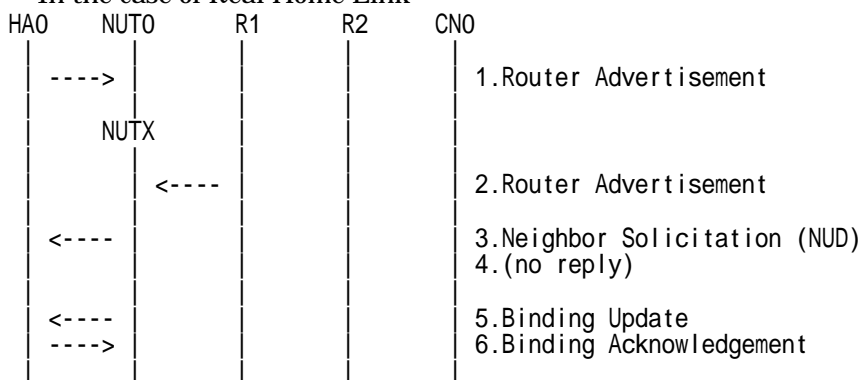 In the case of Real Home Link
HA0 NUT0 R1 R2 CN0
----> 1.Router Advertisement
NUTX
<---- 2.Router Advertisement
<---- 3.Neighbor Solicitation (NUD)
4.(no reply)
<---- 5.Binding Update
----> 6.Binding Acknowledgement